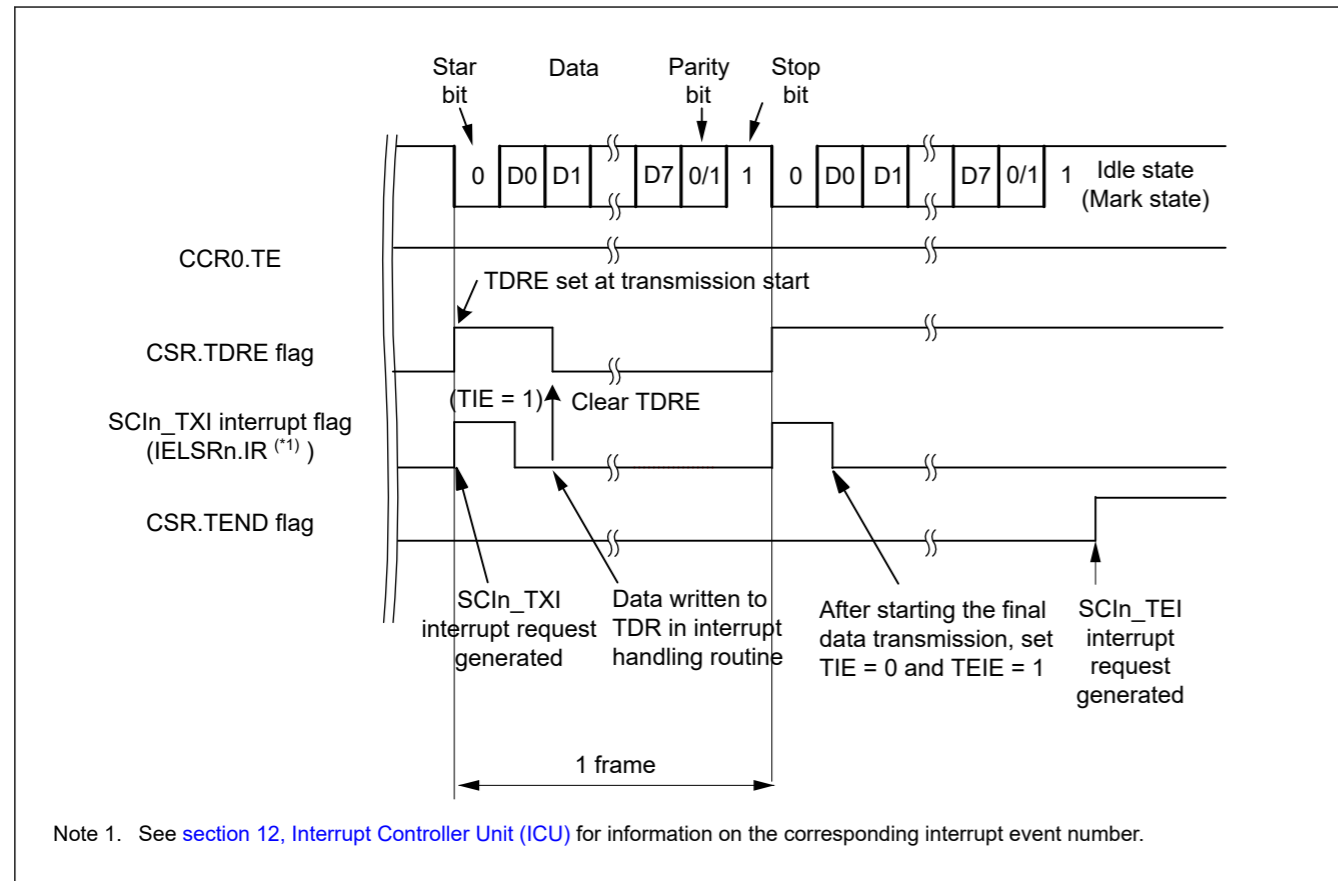 Star
bit
Data
Parity
bit
Stop
bit
0 D0 D1 D7 0/1 1 0 D0 D1 D7 0/1 1
Idle state
(Mark state)
CCR0.TE
TDRE set at transmission start
CSR.TDRE flag
(TIE = 1)
Clear TDRE
SCIn_TXI interrupt flag
(IELSRn.IR (*1) )
CSR.TEND flag
SCIn_TXI
interrupt request
generated
Data written to
TDR in interrupt
handling routine
After starting the final
data transmission, set
TIE = 0 and TEIE = 1
SCIn_TEI
interrupt
request
generated
1 frame
Note 1. See section 12, Interrupt Controller Unit (ICU) for information on the corresponding interrupt event number.